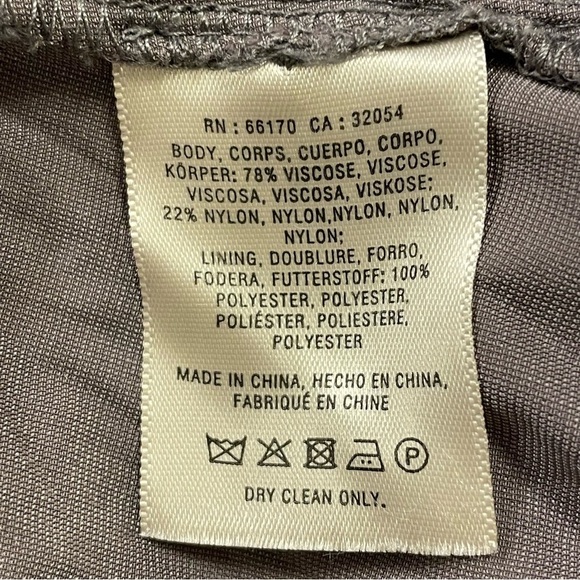 RN : 66170 CA : 32054
BODY, CORPS, CUERPO, CORPO,
KÖRPER: 78% VISCOSE, VISCOSE,
VISCOSA, VISCOSA, VISKOSE;
22% NYLON, NYLON,NYLON, NYLON,
NYLON;
LINING, DOUBLURE, FORRO,
FODERA, FUTTERSTOFF: 100%
POLYESTER, POLYESTER,
POLIÉSTER, POLIESTERE,
POLYESTER
MADE IN CHINA, HECHO EN CHINA,
FABRIQUÉ EN CHINE
P
DRY CLEAN ONLY.